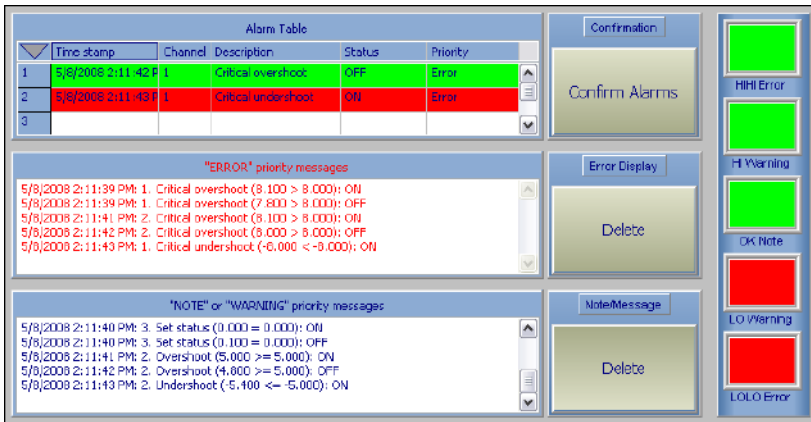 Alarm Table
Time stamp Channel Description Status Priority
1 5/8/2008 2:11:42 P 1 Critical overshoot OFF Error
2 5/8/2008 2:11:43 P 1 Critical undershoot ON Error
3
Confirmation
Confirm Alarms
"ERROR" priority messages
5/8/2008 2:11:39 PM: 1. Critical overshoot (8.100 > 8.000): ON
5/8/2008 2:11:39 PM: 1. Critical overshoot (7.800 > 8.000): OFF
5/8/2008 2:11:41 PM: 2. Critical overshoot (8.100 > 8.000): ON
5/8/2008 2:11:42 PM: 2. Critical overshoot (8.000 > 8.000): OFF
5/8/2008 2:11:43 PM: 1. Critical undershoot (-8.000 < -8.000): ON
Error Display
Delete
"NOTE" or "WARNING" priority messages
5/8/2008 2:11:40 PM: 3. Set status (0.000 = 0.000): ON
5/8/2008 2:11:40 PM: 3. Set status (0.100 = 0.000): OFF
5/8/2008 2:11:41 PM: 2. Overshoot (5.000 >= 5.000): ON
5/8/2008 2:11:42 PM: 2. Overshoot (4.800 >= 5.000): OFF
5/8/2008 2:11:43 PM: 2. Undershoot (-5.400 <= -5.000): ON
Note/Message
Delete
HIHI Error
HI Warning
OK Note
LO Warning
LOLO Error